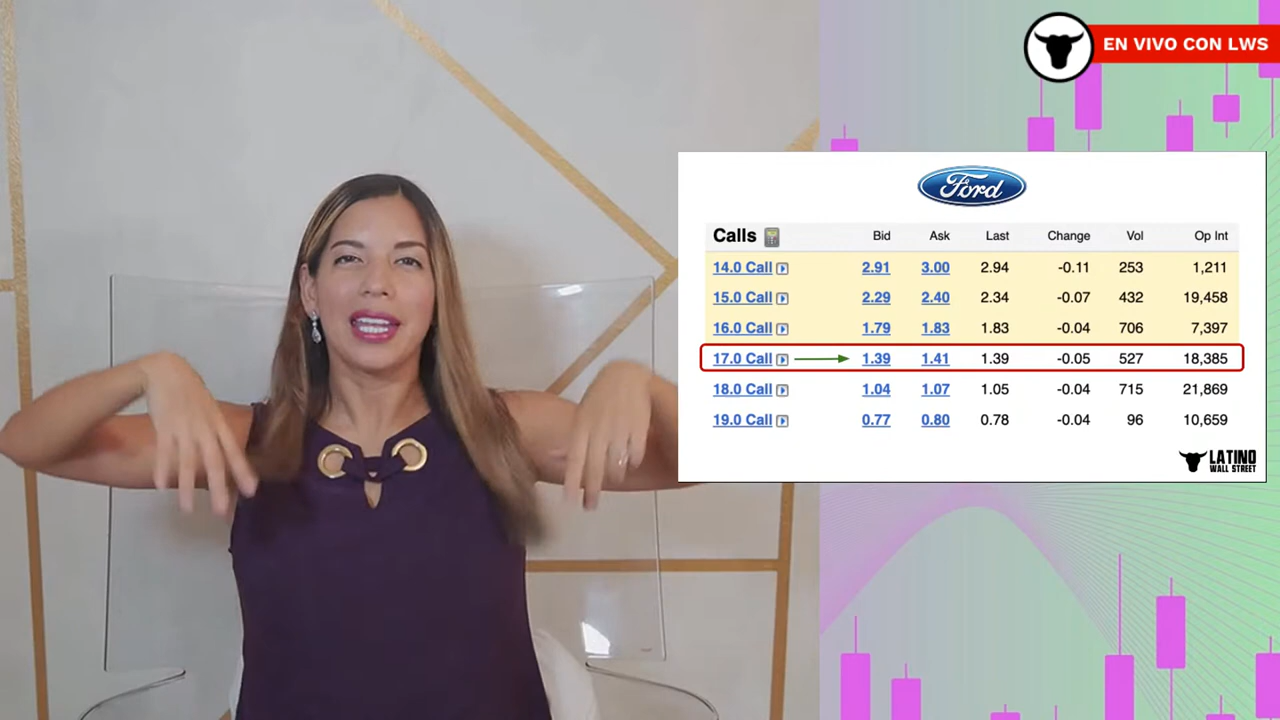 EN VIVO CON LWS
Ford
Calls Bid Ask Last Change Vol Op Int
14.0 Call 2.91 3.00 2.94 -0.11 253 1,211
15.0 Call 2.29 2.40 2.34 -0.07 432 19,458
16.0 Call 1.79 1.83 1.83 -0.04 706 7,397
17.0 Call 1.39 1.41 1.39 -0.05 527 18,385
18.0 Call 1.04 1.07 1.05 -0.04 715 21,869
19.0 Call 0.77 0.80 0.78 -0.04 96 10,659
LATINO
WALL STREET